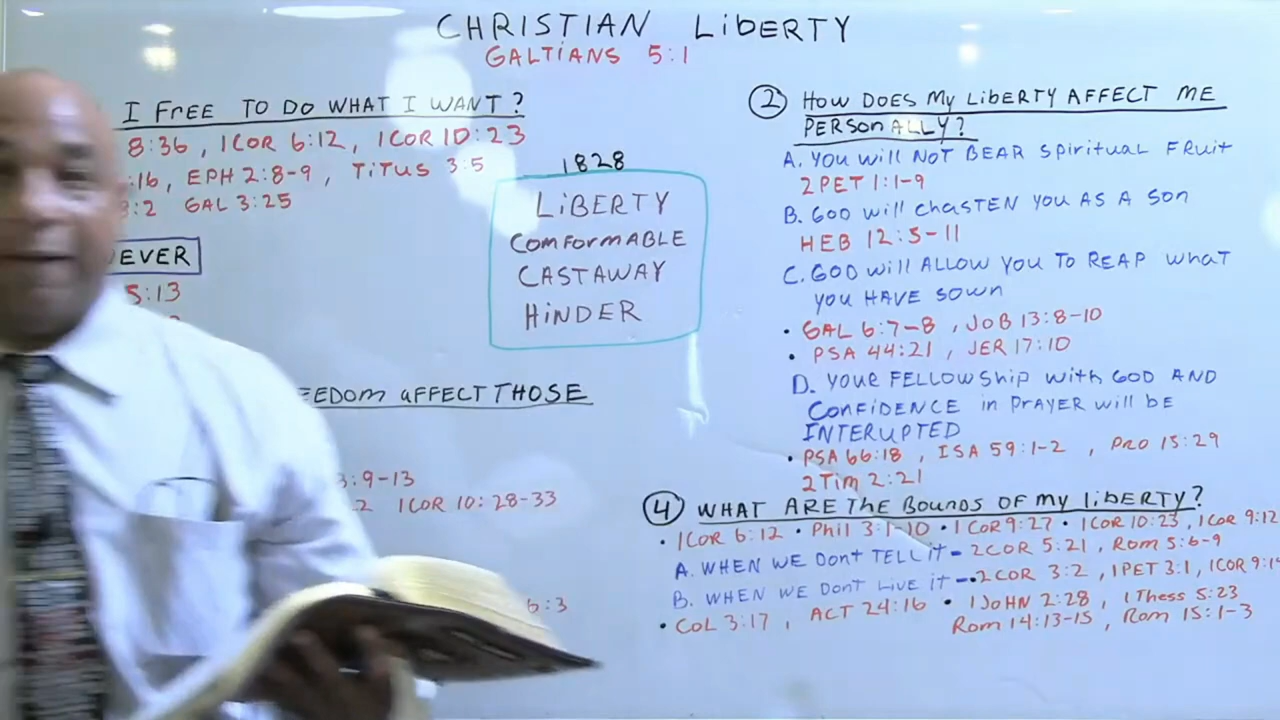 CHRISTIAN LIBERTY
GALTIANS 5:1
I FREE TO DO WHAT I WANT?
8:36, 1COR 6:12, 1COR 10:23
:16, EPH 2:8-9, TITUS 3:5
:2 GAL 3:25
EVER
5:13
EEDOM AFFECT THOSE
3:9-13
1COR 10:28-33
6:3
1828
LIBERTY
COMFORMABLE
CASTAWAY
HINDER
② HOW DOES MY LIBERTY AFFECT ME
PERSONALLY?
A. YOU WILL NOT BEAR SPIRITUAL FRUIT
2PET 1:1-9
B. GOD WILL CHASTEN YOU AS A SON
HEB 12:5-11
C. GOD WILL ALLOW YOU TO REAP WHAT
YOU HAVE SOWN
• GAL 6:7-8, JOB 13:8-10
• PSA 44:21, JER 17:10
D. YOUR FELLOWSHIP WITH GOD AND
CONFIDENCE IN PRAYER WILL BE
INTERUPTED
• PSA 66:18, ISA 59:1-2, PRO 15:29
2TIM 2:21
④ WHAT ARE THE BOUNDS OF MY LIBERTY?
• 1COR 6:12 • PHIL 3:1-10 • 1COR 9:27 • 1COR 10:23, 1COR 9:12
A. WHEN WE DONT TELL IT - 2COR 5:21, ROM 5:6-9
B. WHEN WE DONT LIVE IT - • 2COR 3:2, 1PET 3:1, 1COR 9:1
• COL 3:17, ACT 24:16 • 1JOHN 2:28, 1THESS 5:23
ROM 14:13-15, ROM 15:1-3